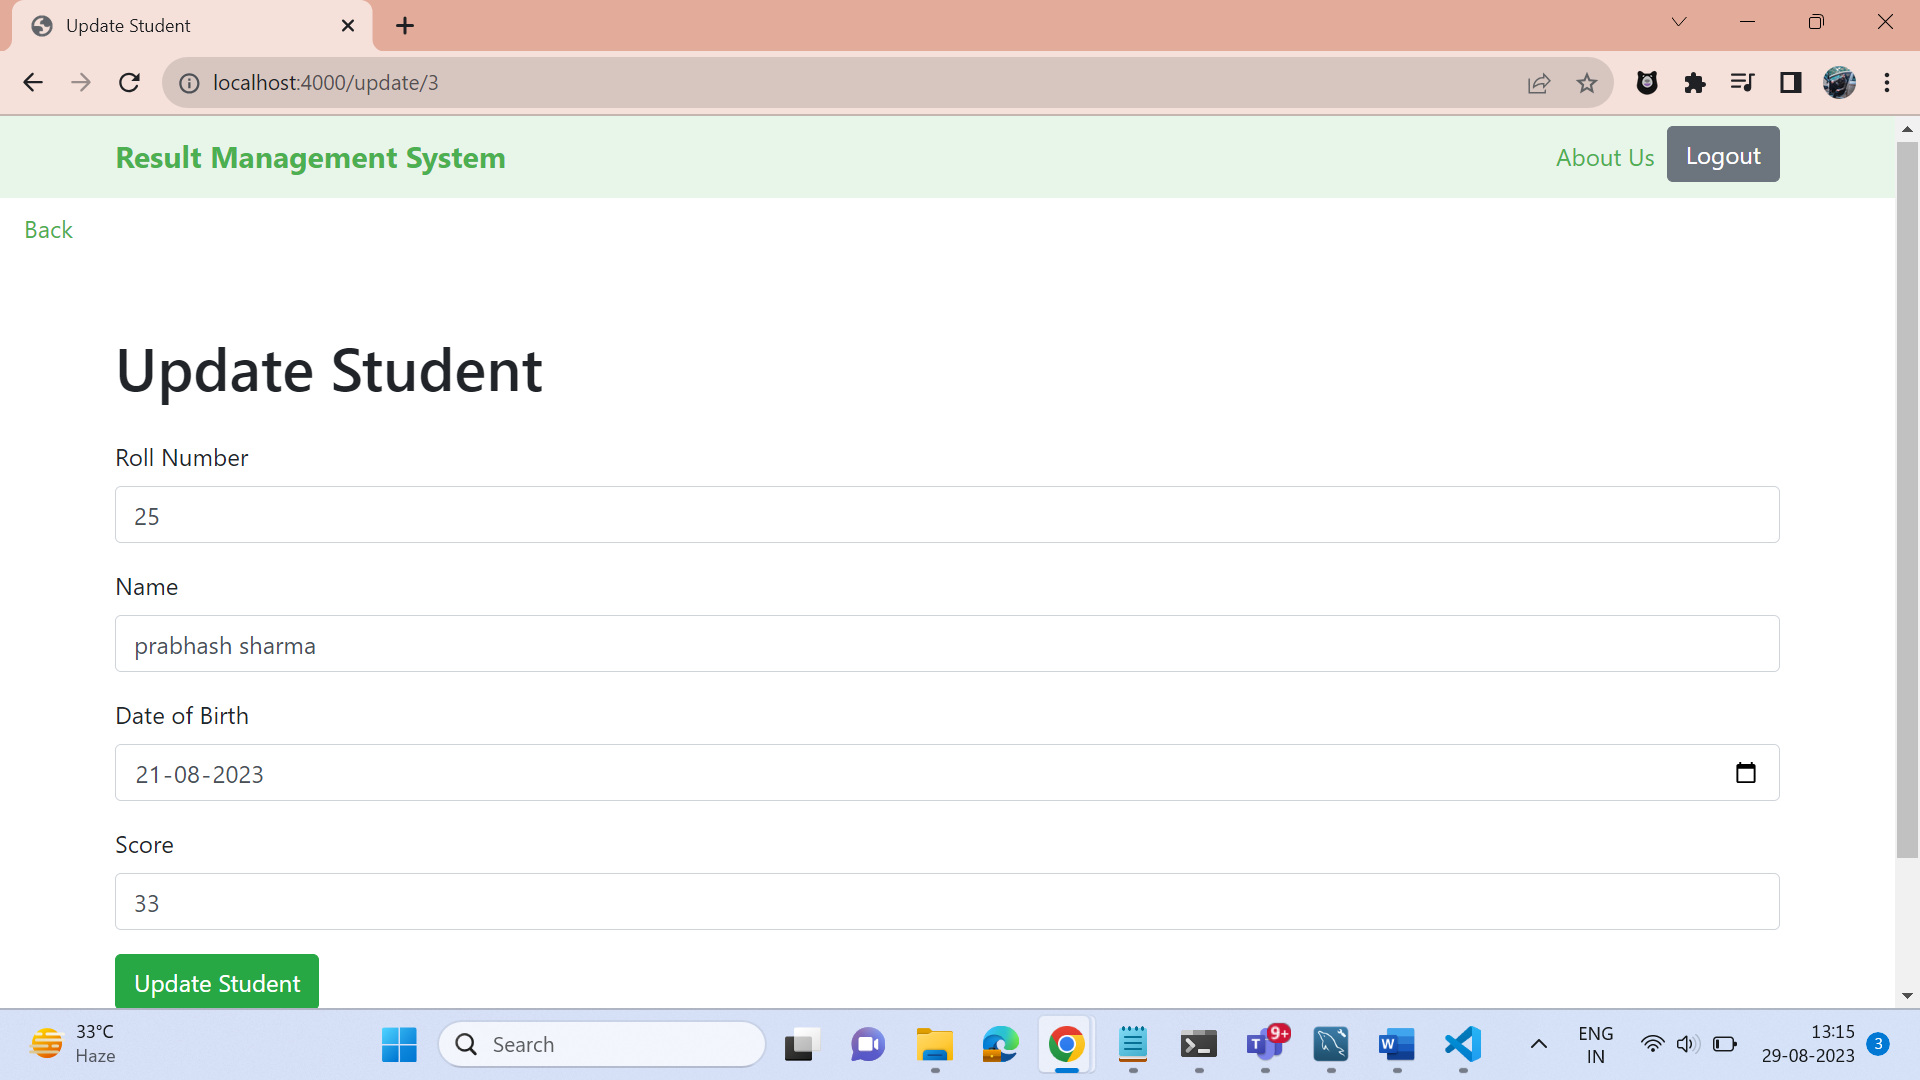 Update Student
localhost:4000/update/3
Result Management System
About Us
Logout
Back
Update Student
Roll Number
25
Name
prabhash sharma
Date of Birth
21-08-2023
Score
33
Update Student
33°C
Haze
Search
T
9+
W
ENG
IN
13:15
29-08-2023
3